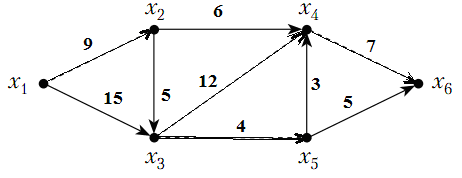 x₂ 6 x₄
9 7
x₁ 5 12 3 x₆
15 5
4
x₃ x₅